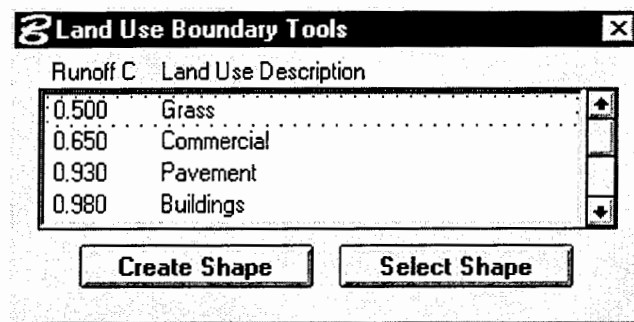 Land Use Boundary Tools
Runoff C Land Use Description
0.500 Grass
0.650 Commercial
0.930 Pavement
0.980 Buildings
Create Shape Select Shape